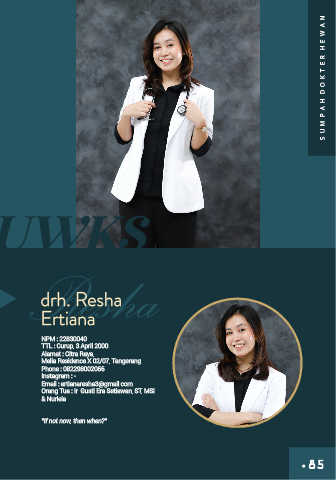 SUMPAH DOKTER HEWAN
UWKS
Resha
drh. Resha
Ertiana
NPM : 22830040
TTL : Curup, 3 April 2000
Alamat : Citra Raya,
Melia Residence X 02/07, Tangerang
Phone : 082298002066
Instagram : -
Email : ertianaresha3@gmail.com
Orang Tua : Ir Gusti Era Setiawan, ST, MSi
& Nurlela
"If not now, then when?"
• 85